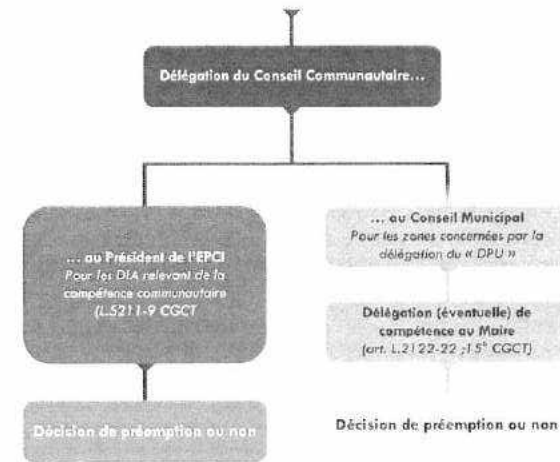 Délégation du Conseil Communautaire...
... au Président de l'EPCI
Pour les DIA relevant de la
compétence communautaire
(L.5211-9 CGCT
Décision de préemption ou non
... au Conseil Municipal
Pour les zones concernées par la
délégation du « DPU »
Délégation (éventuelle) de
compétence au Maire
(art. L.2122-22 ;15° CGCT)
Décision de préemption ou non